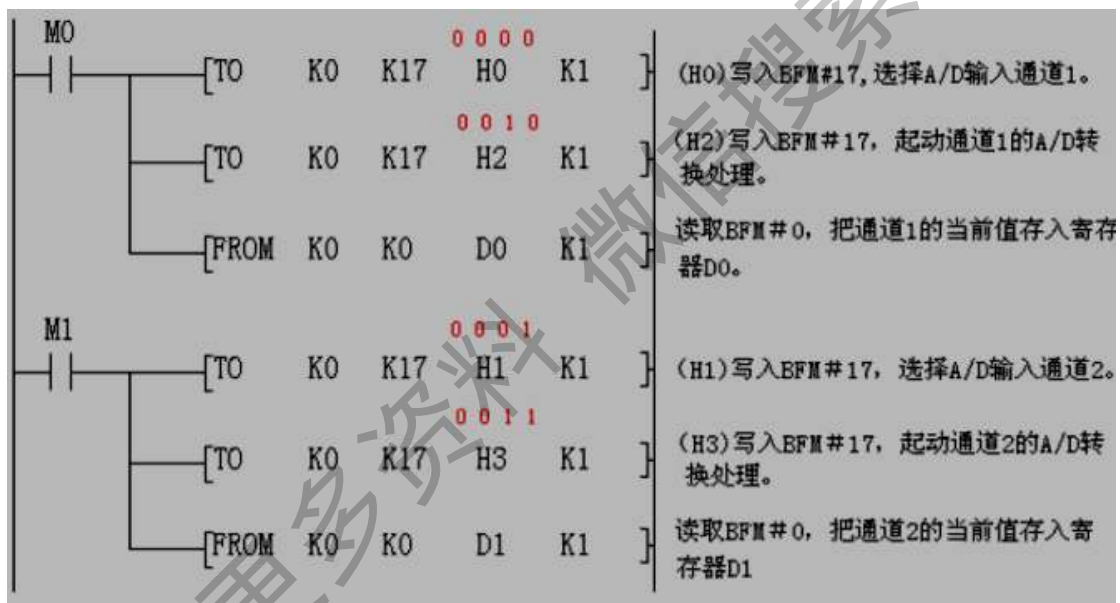 M0
0 0 0 0
[TO K0 K17 H0 K1 ]
(H0)写入BFM#17,选择A/D输入通道1。
0 0 1 0
[TO K0 K17 H2 K1 ]
(H2)写入BFM#17，起动通道1的A/D转
换处理。
[FROM K0 K0 D0 K1 ]
读取BFM#0，把通道1的当前值存入寄存
器D0。
M1
0 0 0 1
[TO K0 K17 H1 K1 ]
(H1)写入BFM#17，选择A/D输入通道2。
0 0 1 1
[TO K0 K17 H3 K1 ]
(H3)写入BFM#17，起动通道2的A/D转
换处理。
[FROM K0 K0 D1 K1 ]
读取BFM#0，把通道2的当前值存入寄
存器D1
更多资料 微信搜索